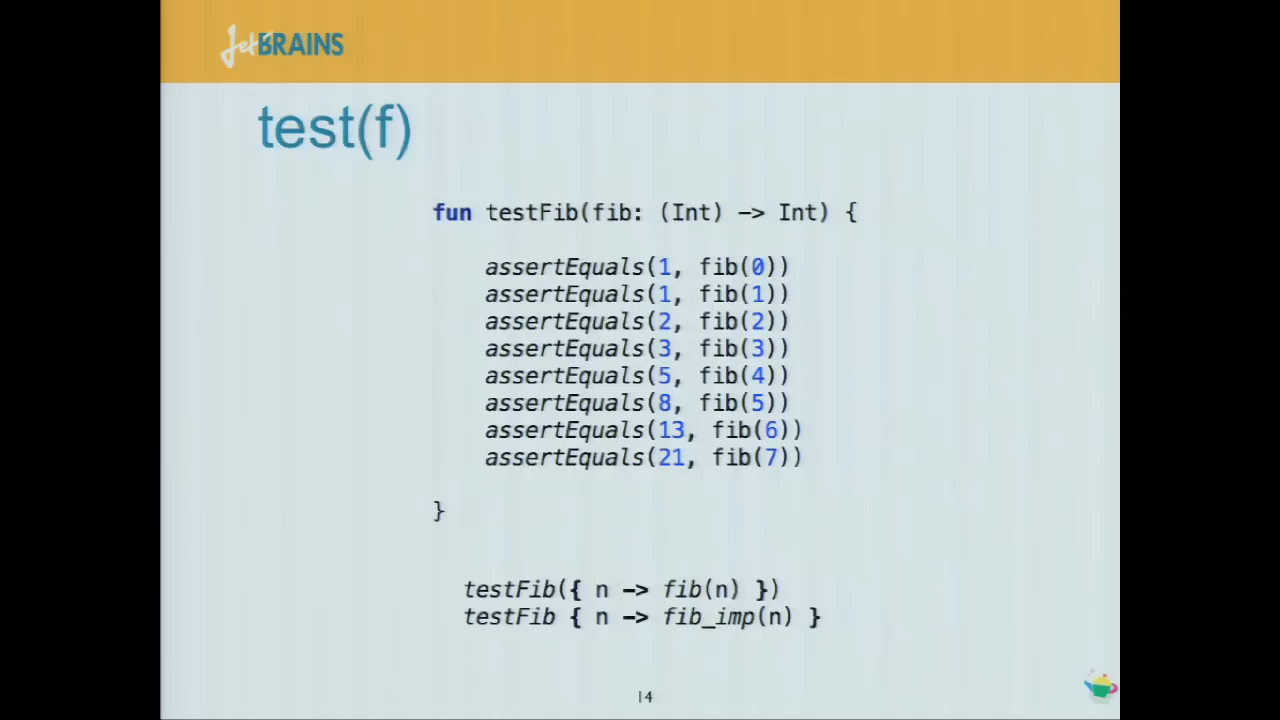 JetBRAINS
test(f)
fun testFib(fib: (Int) -> Int) {
assertEquals(1, fib(0))
assertEquals(1, fib(1))
assertEquals(2, fib(2))
assertEquals(3, fib(3))
assertEquals(5, fib(4))
assertEquals(8, fib(5))
assertEquals(13, fib(6))
assertEquals(21, fib(7))
}
testFib({ n -> fib(n) })
testFib { n -> fib_imp(n) }
14